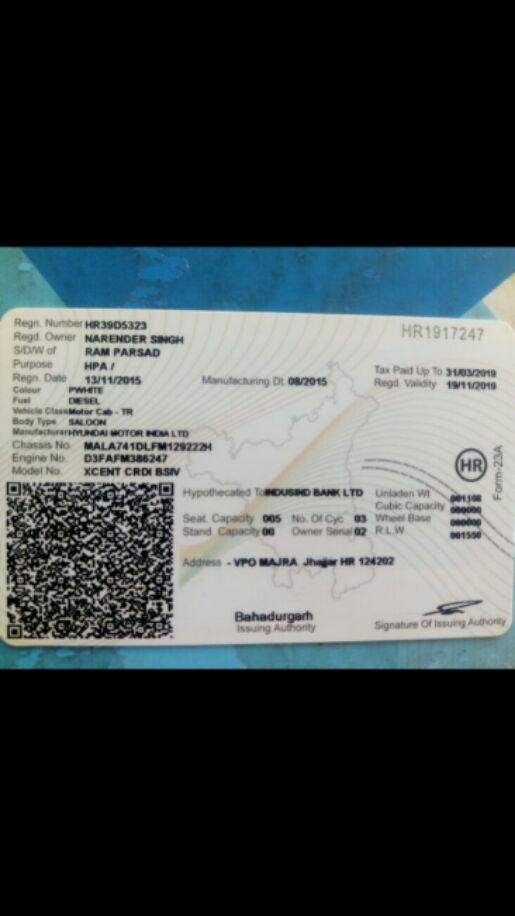 Regn. Number HR39D5323
HR1917247
Regd. Owner NARENDER SINGH
S/D/W of RAM PARSAD
Purpose HPA /
Regn. Date 13/11/2015 Manufacturing Dt. 08/2015
Tax Paid Up To 31/03/2019
Regd. Validity 19/11/2019
Colour PWHITE
Fuel DIESEL
Vehicle Class Motor Cab - TR
Body Type SALOON
Manufacturer HYUNDAI MOTOR INDIA LTD
Chassis No. MALA741DLFM129222H
Engine No. D3FAFM386247
Model No. XCENT CRDI BSIV
HR
Form-23A
Hypothecated To INDUSIND BANK LTD
Seat. Capacity 005 No. Of Cyc 03
Stand. Capacity 00 Owner Serial 02
Unladen Wt 001108
Cubic Capacity 000000
Wheel Base 000000
R.L.W 001550
Address - VPO MAJRA Jhajjar HR 124202
Bahadurgarh
Issuing Authority
Signature Of Issuing Authority